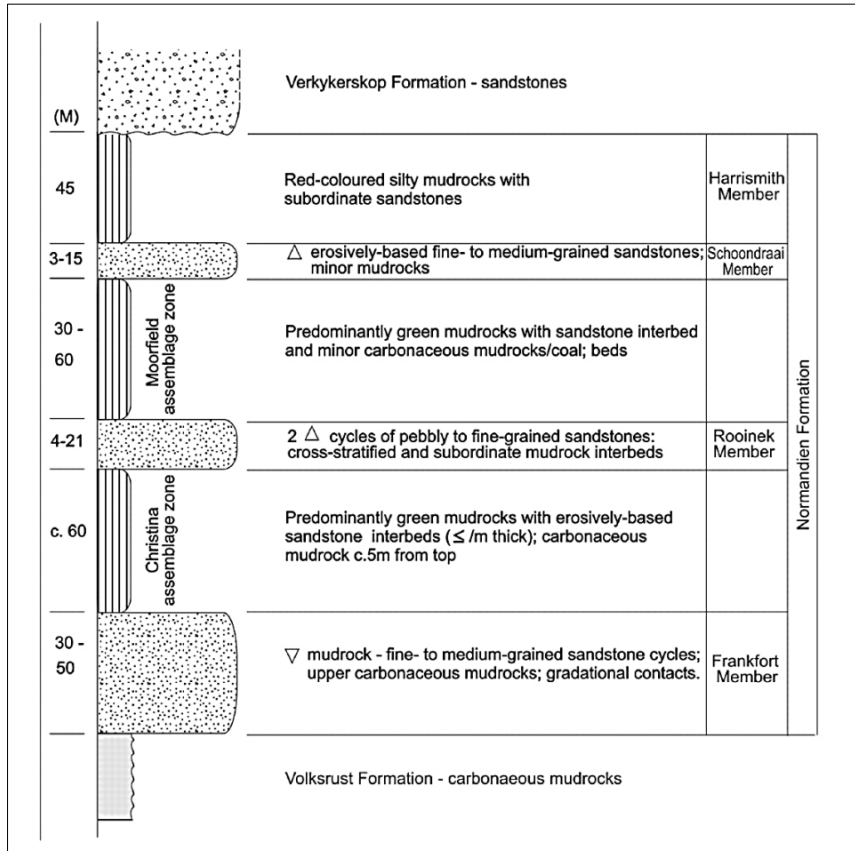 Verkykerskop Formation - sandstones
(M)
45
Red-coloured silty mudrocks with
subordinate sandstones
Harrismith
Member
3-15
△ erosively-based fine- to medium-grained sandstones;
minor mudrocks
Schoondraai
Member
30 -
60
Moorfield
assemblage zone
Predominantly green mudrocks with sandstone interbed
and minor carbonaceous mudrocks/coal; beds
4-21
2 △ cycles of pebbly to fine-grained sandstones:
cross-stratified and subordinate mudrock interbeds
Rooinek
Member
c. 60
Christina
assemblage zone
Predominantly green mudrocks with erosively-based
sandstone interbeds (≤ /m thick); carbonaceous
mudrock c.5m from top
30 -
50
▽ mudrock - fine- to medium-grained sandstone cycles;
upper carbonaceous mudrocks; gradational contacts.
Frankfort
Member
Normandien Formation
Volksrust Formation - carbonaeous mudrocks